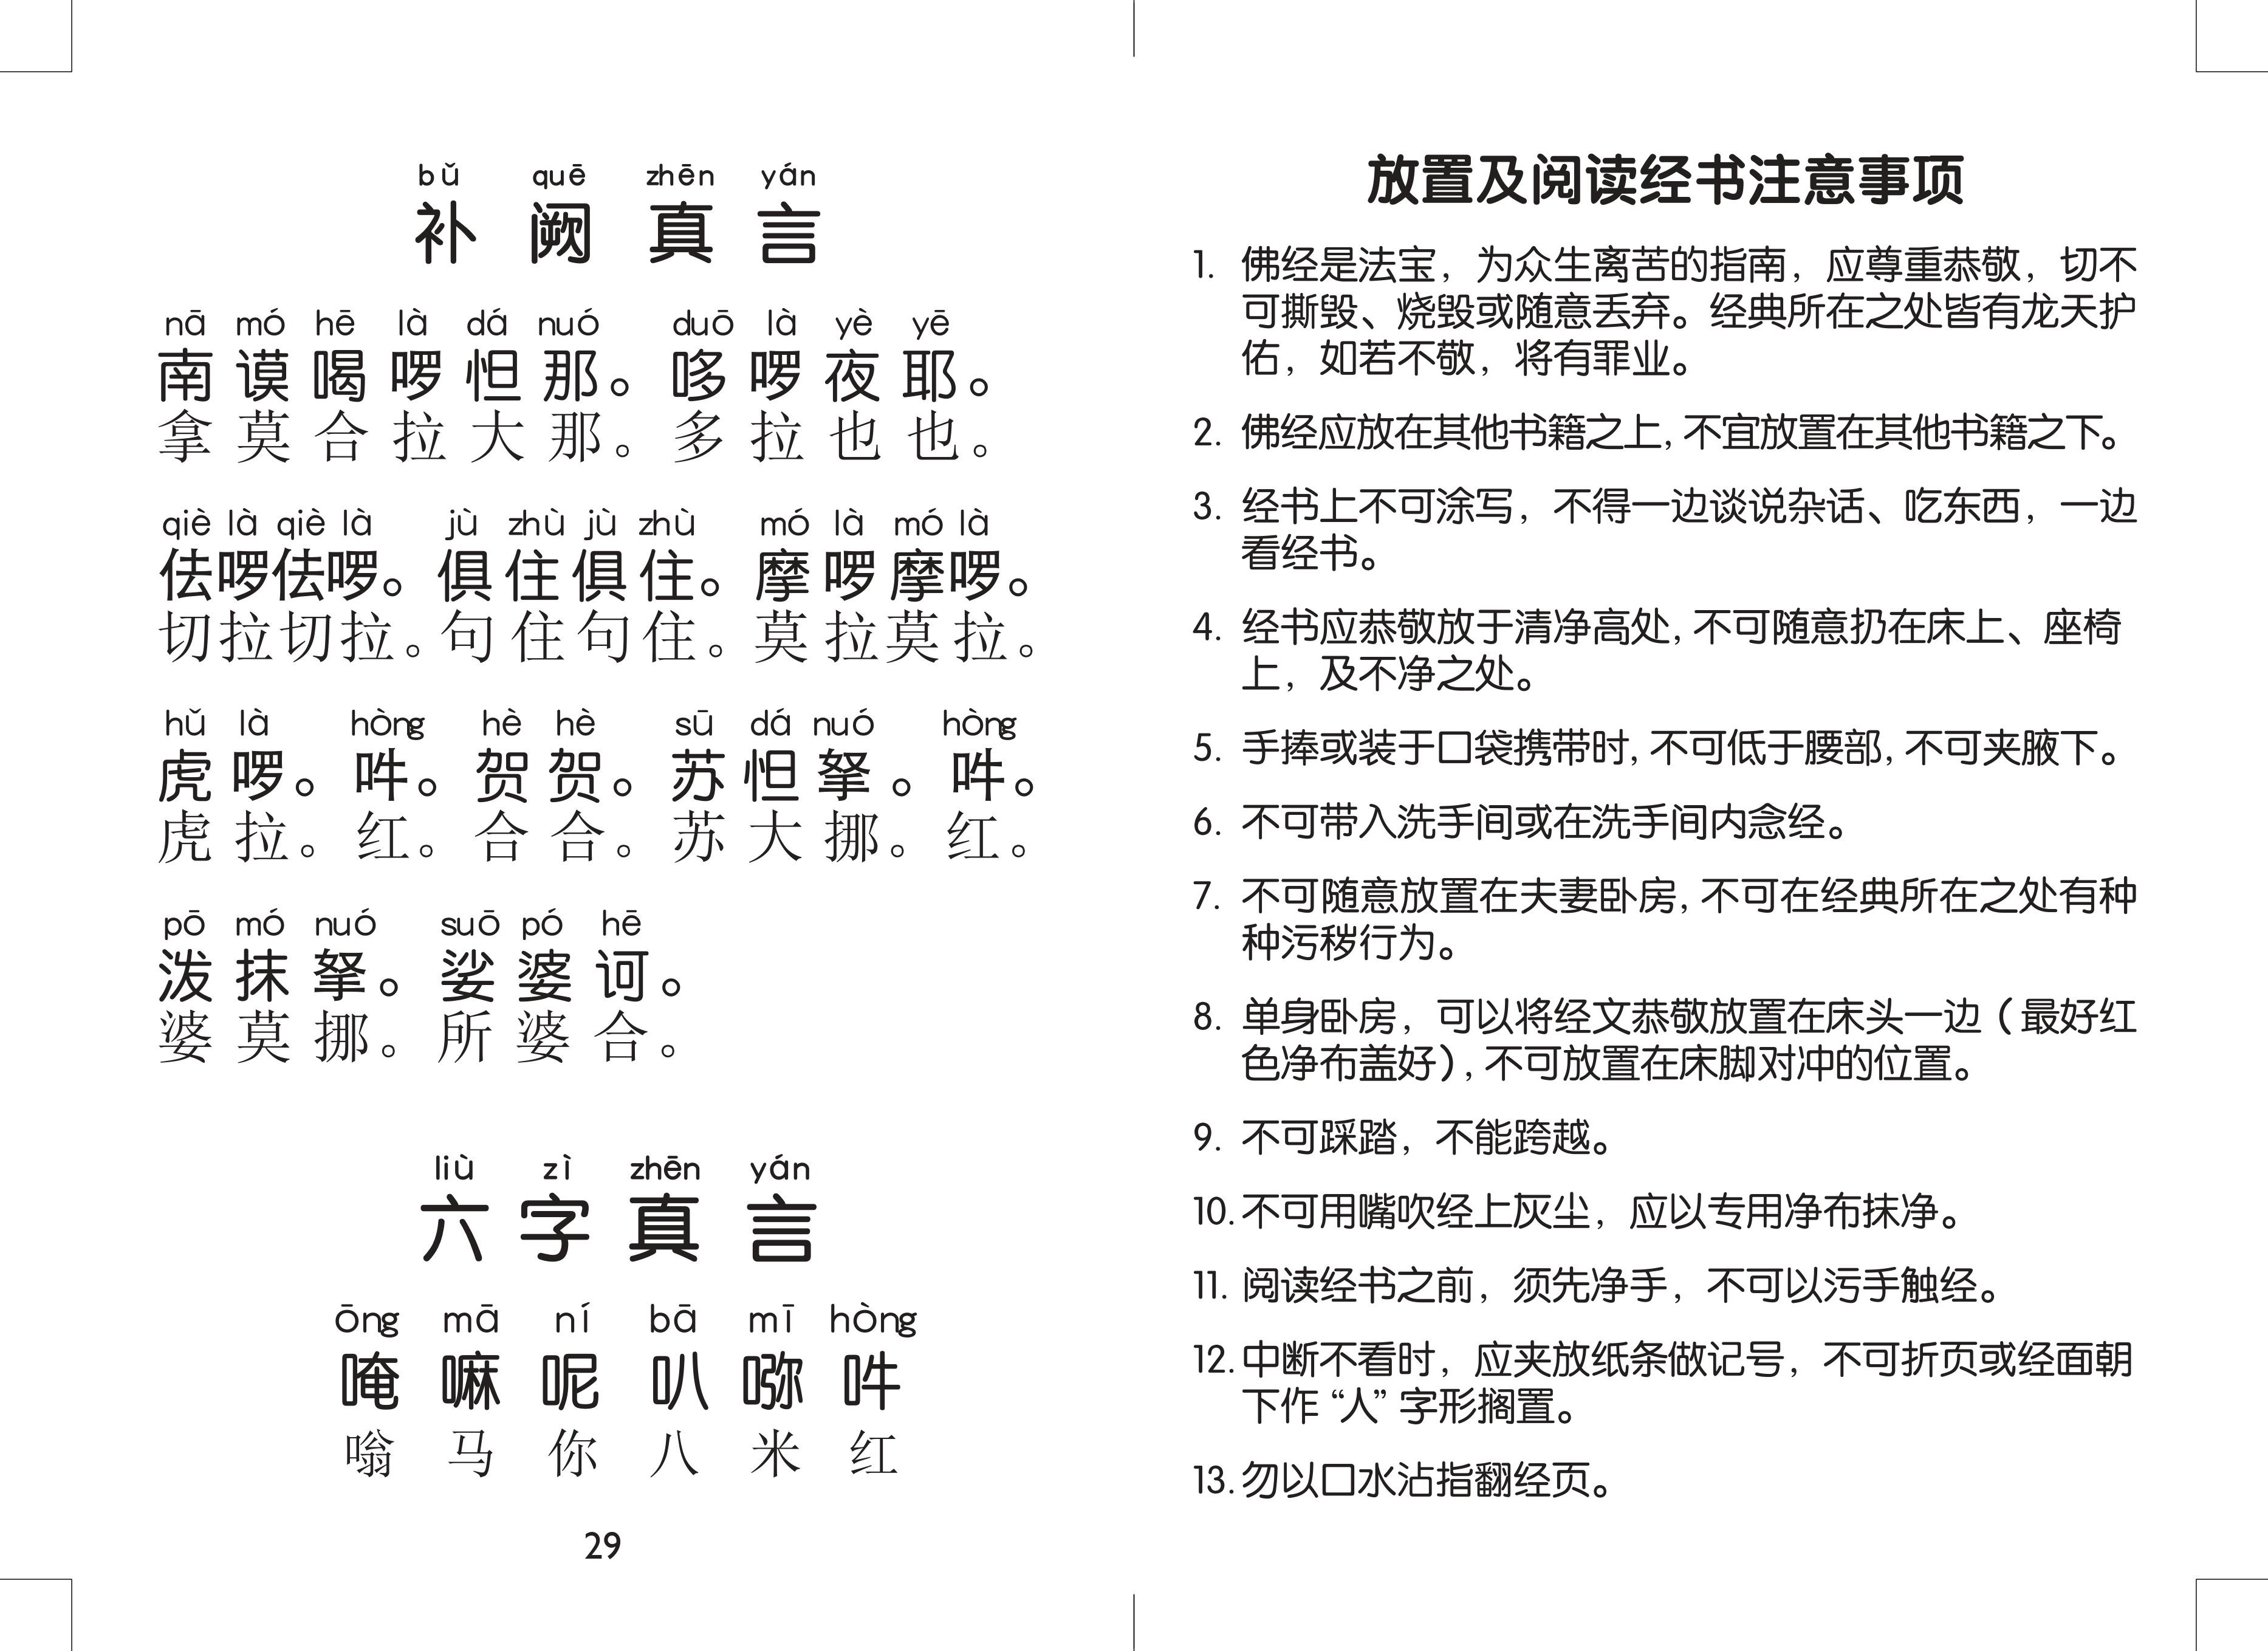 bǔ quē zhēn yán
补阙真言
nā mó hē là dá nuó duō là yè yē
南谟喝啰怛那。哆啰夜耶。
拿莫合拉大那。多拉也也。
qiè là qiè là jù zhù jù zhù mó là mó là
佉啰佉啰。俱住俱住。摩啰摩啰。
切拉切拉。句住句住。莫拉莫拉。
hǔ là hòng hè hè sū dá nuó hòng
虎啰。吽。贺贺。苏怛拏。吽。
虎拉。红。合合。苏大挪。红。
pō mó nuó suō pó hē
泼抹拏。娑婆诃。
婆莫挪。所婆合。
liù zì zhēn yán
六字真言
ōng mā ní bā mī hòng
唵嘛呢叭𠺗吽
嗡马你八米红
29
放置及阅读经书注意事项
1. 佛经是法宝，为众生离苦的指南，应尊重恭敬，切不
可撕毁、烧毁或随意丢弃。经典所在之处皆有龙天护
佑，如若不敬，将有罪业。
2. 佛经应放在其他书籍之上，不宜放置在其他书籍之下。
3. 经书上不可涂写，不得一边谈说杂话、吃东西，一边
看经书。
4. 经书应恭敬放于清净高处，不可随意扔在床上、座椅
上，及不净之处。
5. 手捧或装于口袋携带时，不可低于腰部，不可夹腋下。
6. 不可带入洗手间或在洗手间内念经。
7. 不可随意放置在夫妻卧房，不可在经典所在之处有种
种污秽行为。
8. 单身卧房，可以将经文恭敬放置在床头一边（最好红
色净布盖好），不可放置在床脚对冲的位置。
9. 不可踩踏，不能跨越。
10. 不可用嘴吹经上灰尘，应以专用净布抹净。
11. 阅读经书之前，须先净手，不可以污手触经。
12. 中断不看时，应夹放纸条做记号，不可折页或经面朝
下作“人”字形搁置。
13. 勿以口水沾指翻经页。